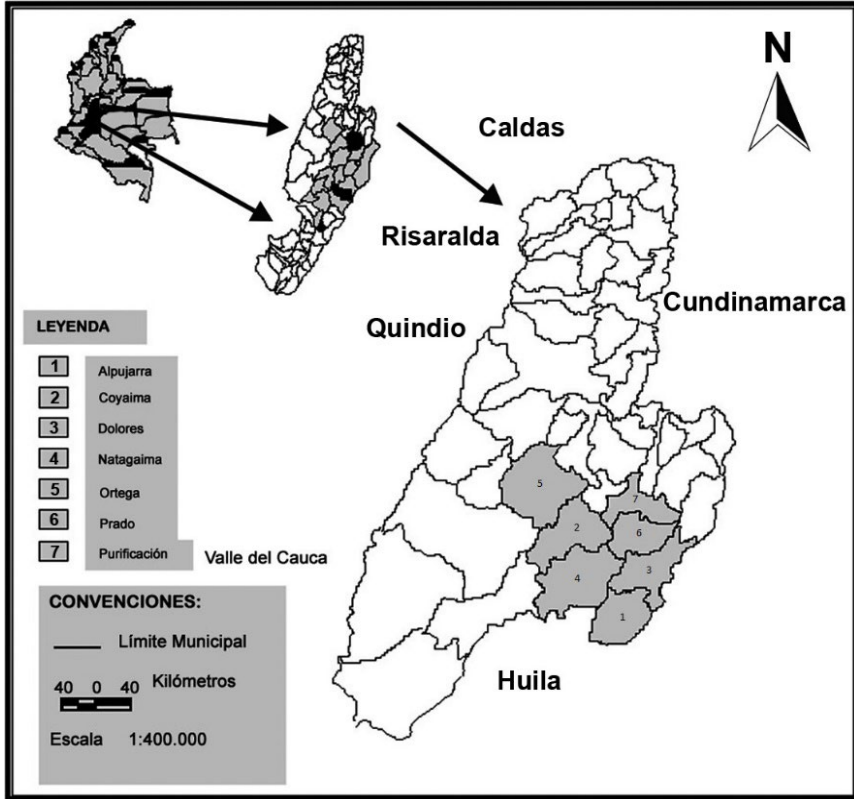 N
Caldas
Risaralda
Cundinamarca
Quindio
LEYENDA
1 Alpujarra
2 Coyaima
3 Dolores
4 Natagaima
5 Ortega
6 Prado
7 Purificación
Valle del Cauca
5
7
2
6
4
3
1
CONVENCIONES:
Límite Municipal
40 0 40 Kilómetros
Escala 1:400.000
Huila